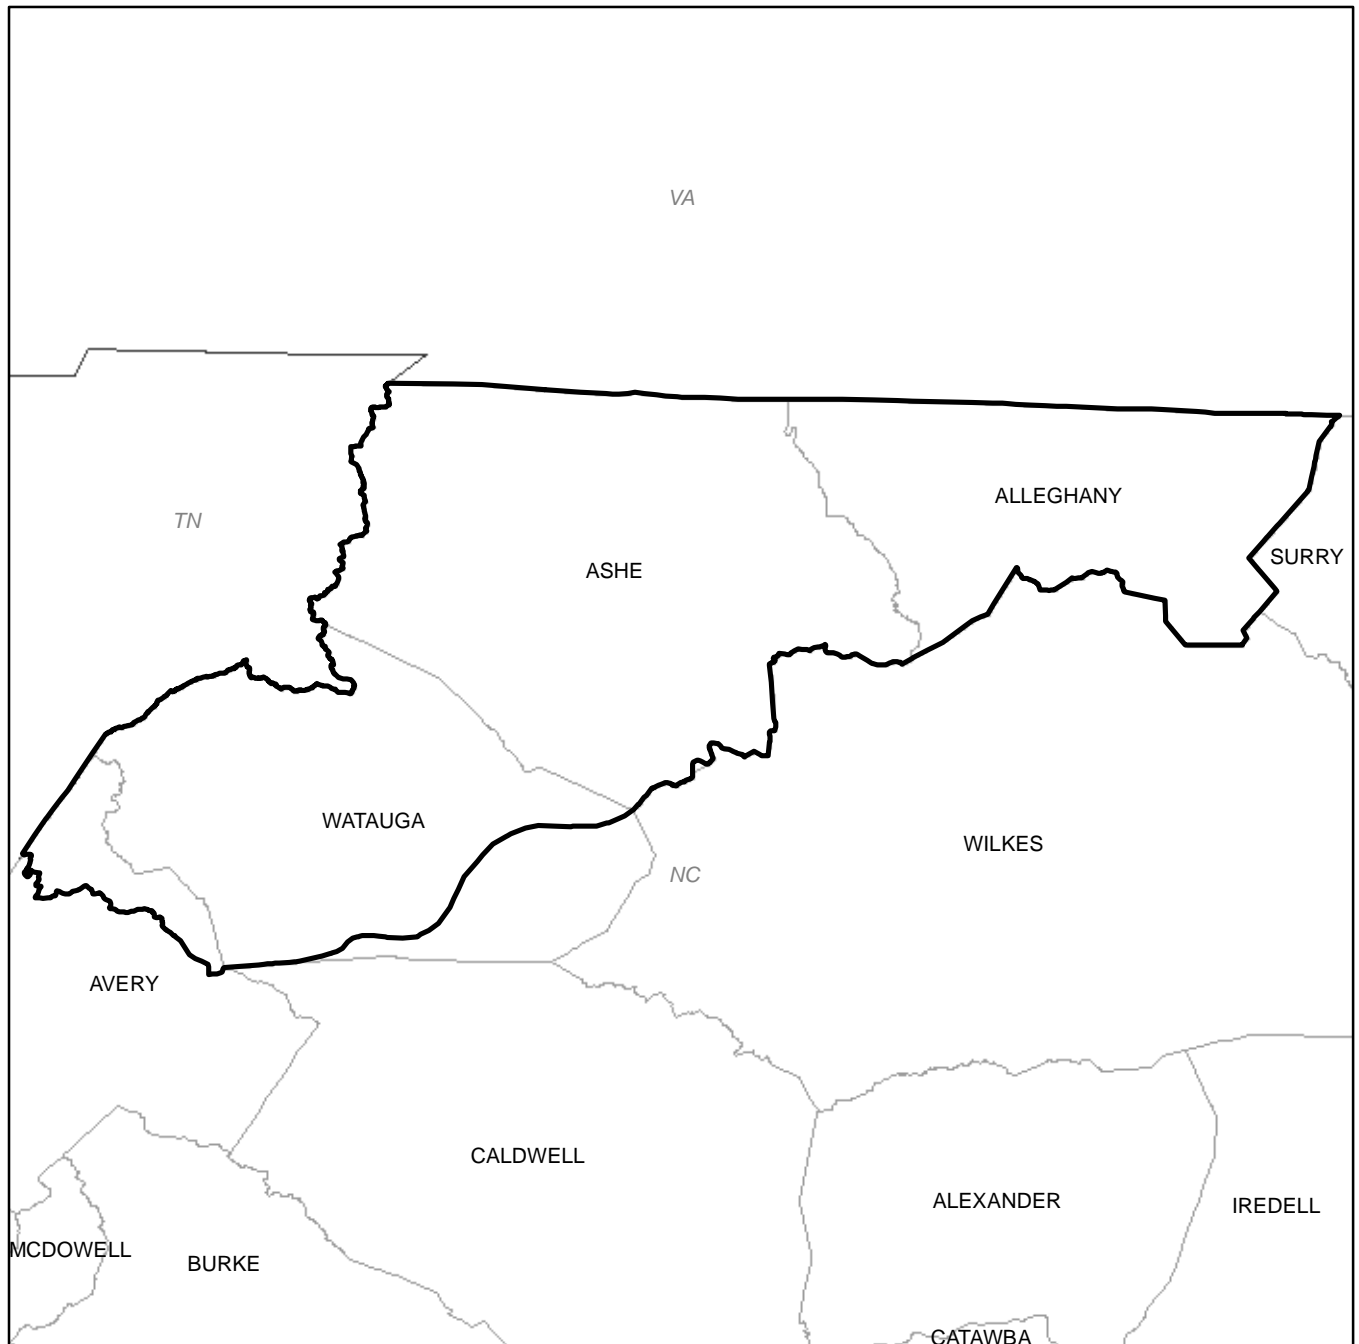 VA
TN
ALLEGHANY
SURRY
ASHE
WATAUGA
WILKES
NC
AVERY
CALDWELL
ALEXANDER
IREDELL
MCDOWELL
BURKE
CATAWBA